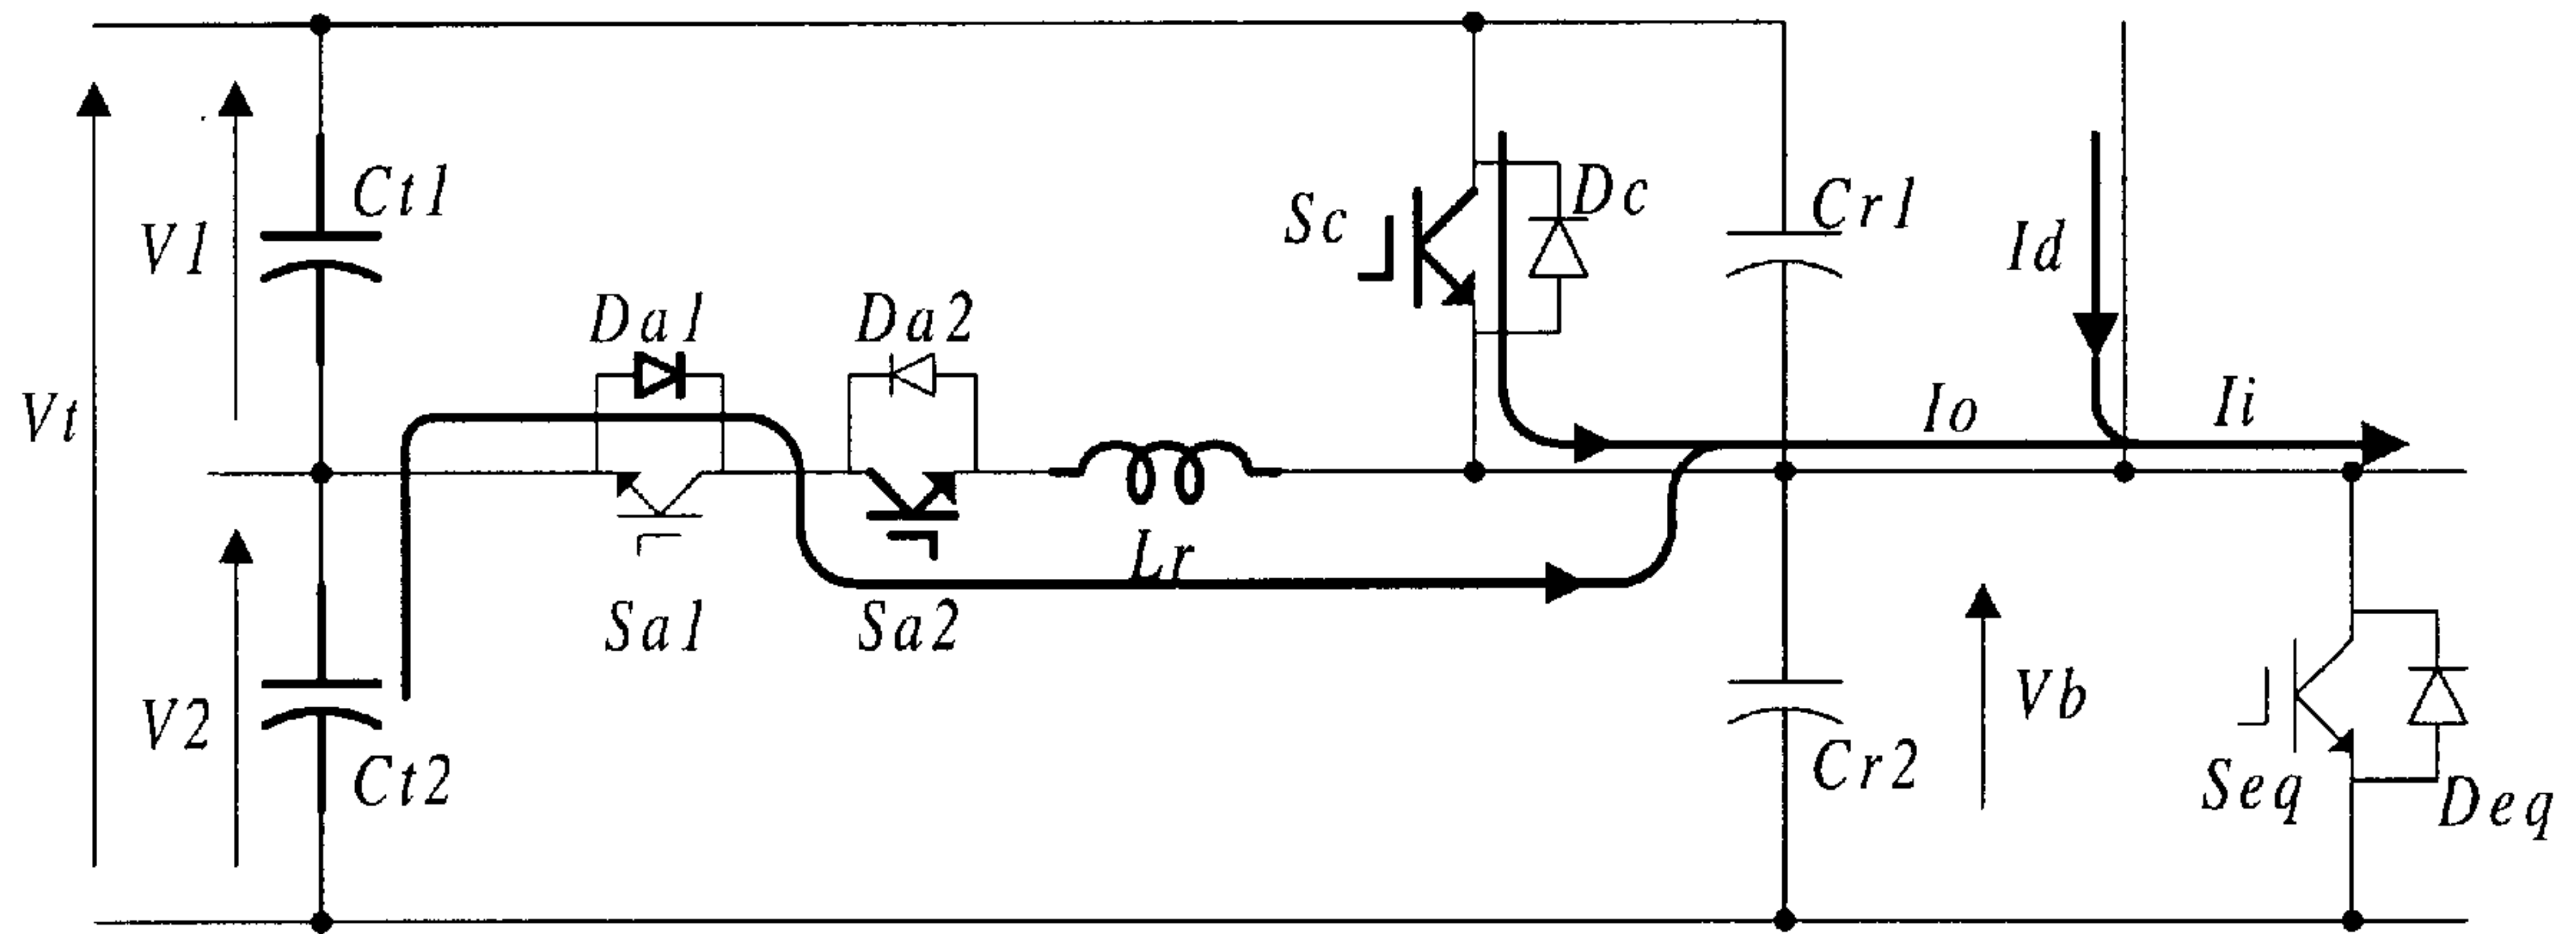 Ct1
Dc
Cr1
Sc
V1
Id
Da1
Da2
Ii
Io
Vt
Lr
Sa1
Sa2
Vb
V2
Cr2
Ct2
Seq
Deq